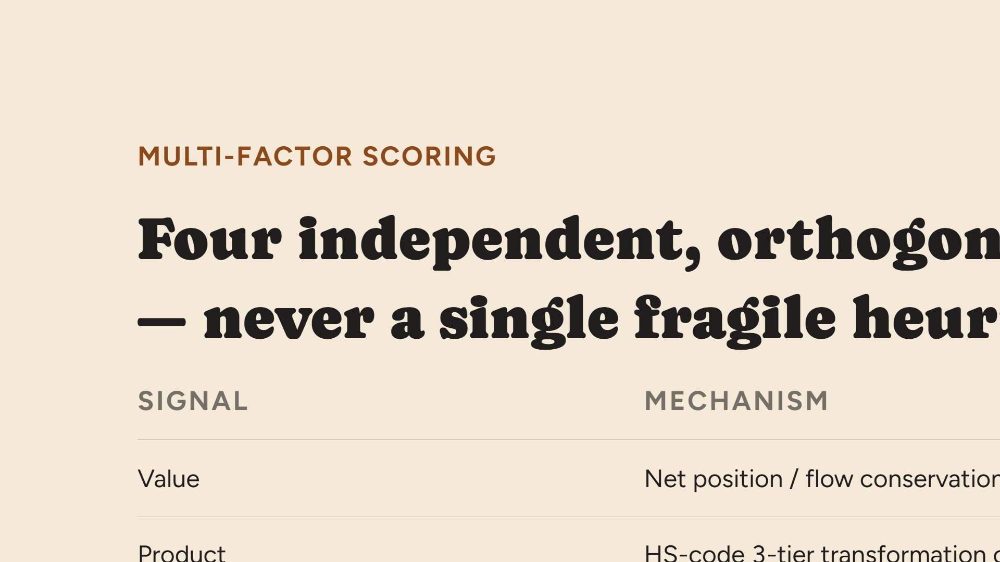 MULTI-FACTOR SCORING
Four independent, orthogon
— never a single fragile heur
SIGNAL MECHANISM
Value Net position / flow conservation
Product HS-code 3-tier transformation